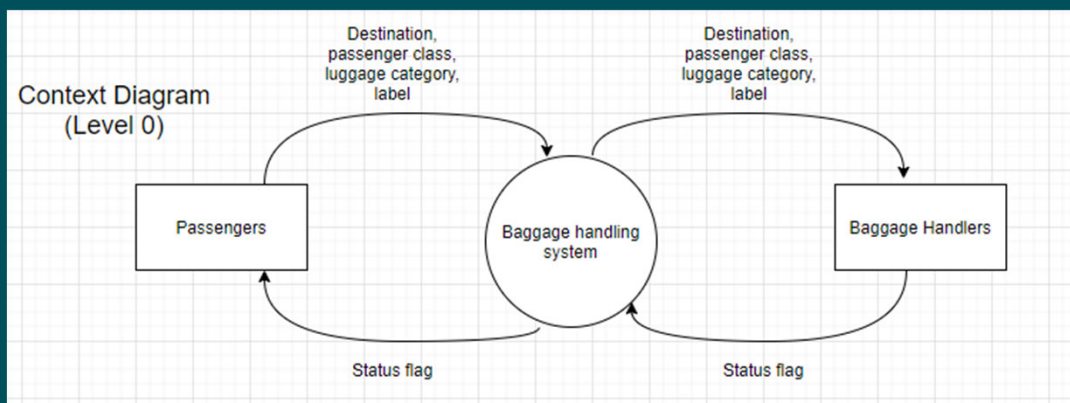 Destination,
passenger class,
luggage category,
label
Destination,
passenger class,
luggage category,
label
Context Diagram
(Level 0)
Passengers
Baggage handling
system
Baggage Handlers
Status flag
Status flag